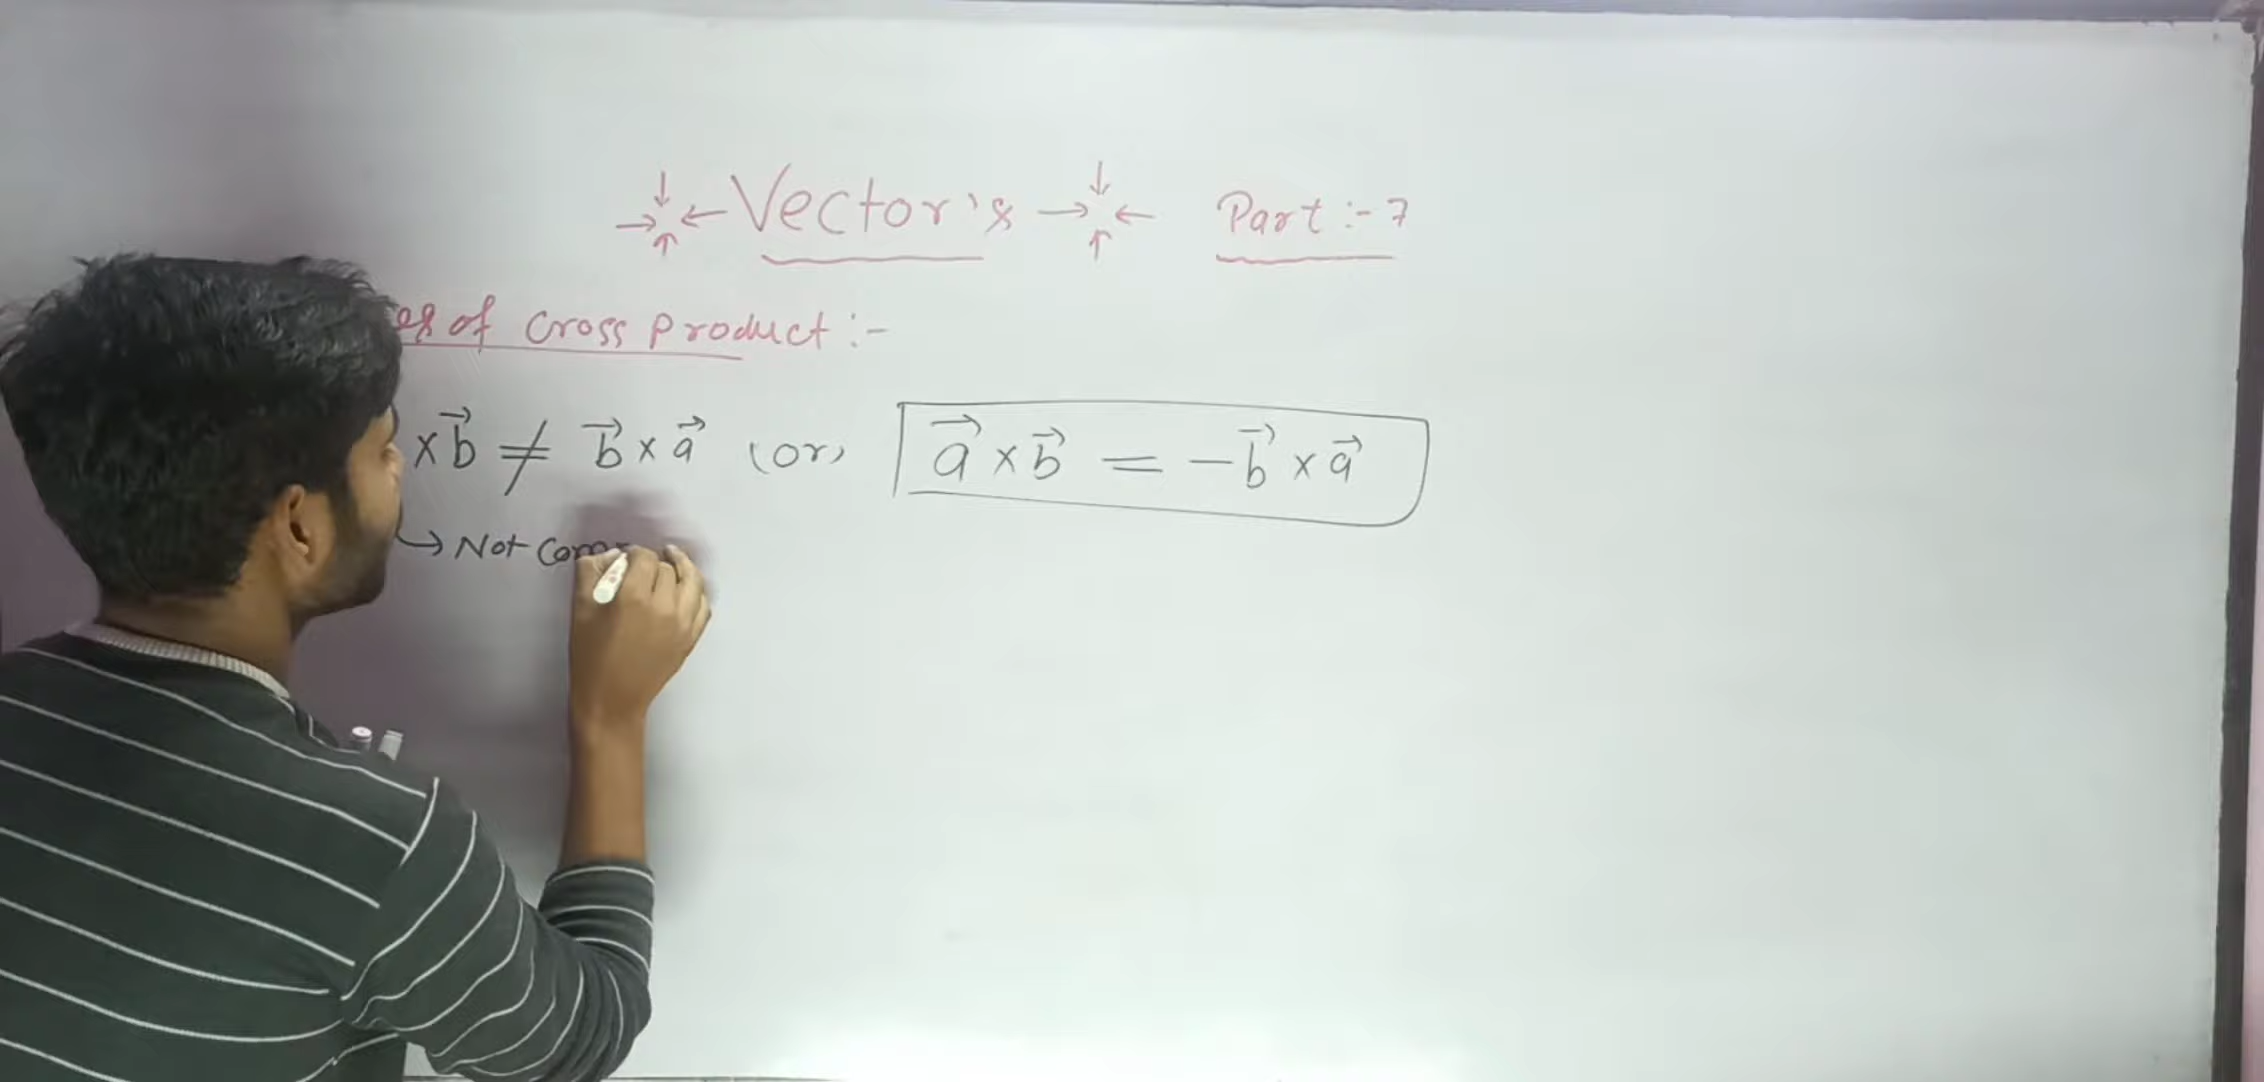 Vector's Part:-7
of Cross Product:-
×b⃗ ≠ b⃗ × a⃗ (or) a⃗ × b⃗ = -b⃗ × a⃗
→ Not